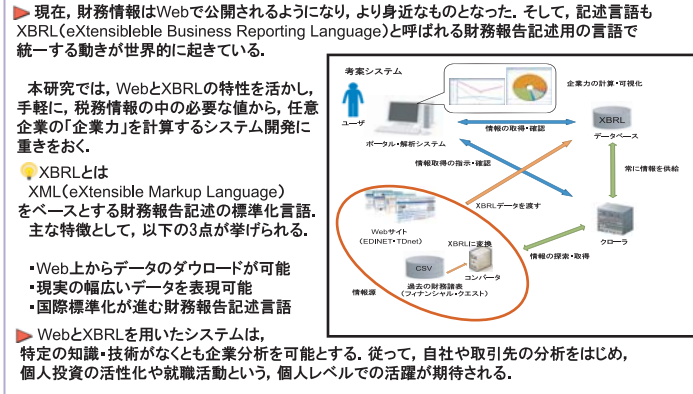 現在, 財務情報はWebで公開されるようになり, より身近なものとなった. そして, 記述言語も
XBRL(eXtensibleble Business Reporting Language)と呼ばれる財務報告記述用の言語で
統一する動きが世界的に起きている.
本研究では, WebとXBRLの特性を活かし,
手軽に, 税務情報の中の必要な値から, 任意
企業の「企業力」を計算するシステム開発に
重きをおく.
XBRLとは
XML(eXtensible Markup Language)
をベースとする財務報告記述の標準化言語.
主な特徴として, 以下の3点が挙げられる.
・Web上からデータのダウロードが可能
・現実の幅広いデータを表現可能
・国際標準化が進む財務報告記述言語
考案システム
企業力の計算・可視化
ユーザ
XBRL
データベース
情報の取得・確認
ポータル・解析システム
情報取得の指示・確認
常に情報を供給
XBRLデータを渡す
Webサイト
(EDINET・TDnet)
XBRLに変換
クローラ
情報の探索・取得
CSV
コンバータ
過去の財務諸表
(フィナンシャル・クエスト)
情報源
WebとXBRLを用いたシステムは,
特定の知識・技術がなくとも企業分析を可能とする. 従って, 自社や取引先の分析をはじめ,
個人投資の活性化や就職活動という, 個人レベルでの活躍が期待される.